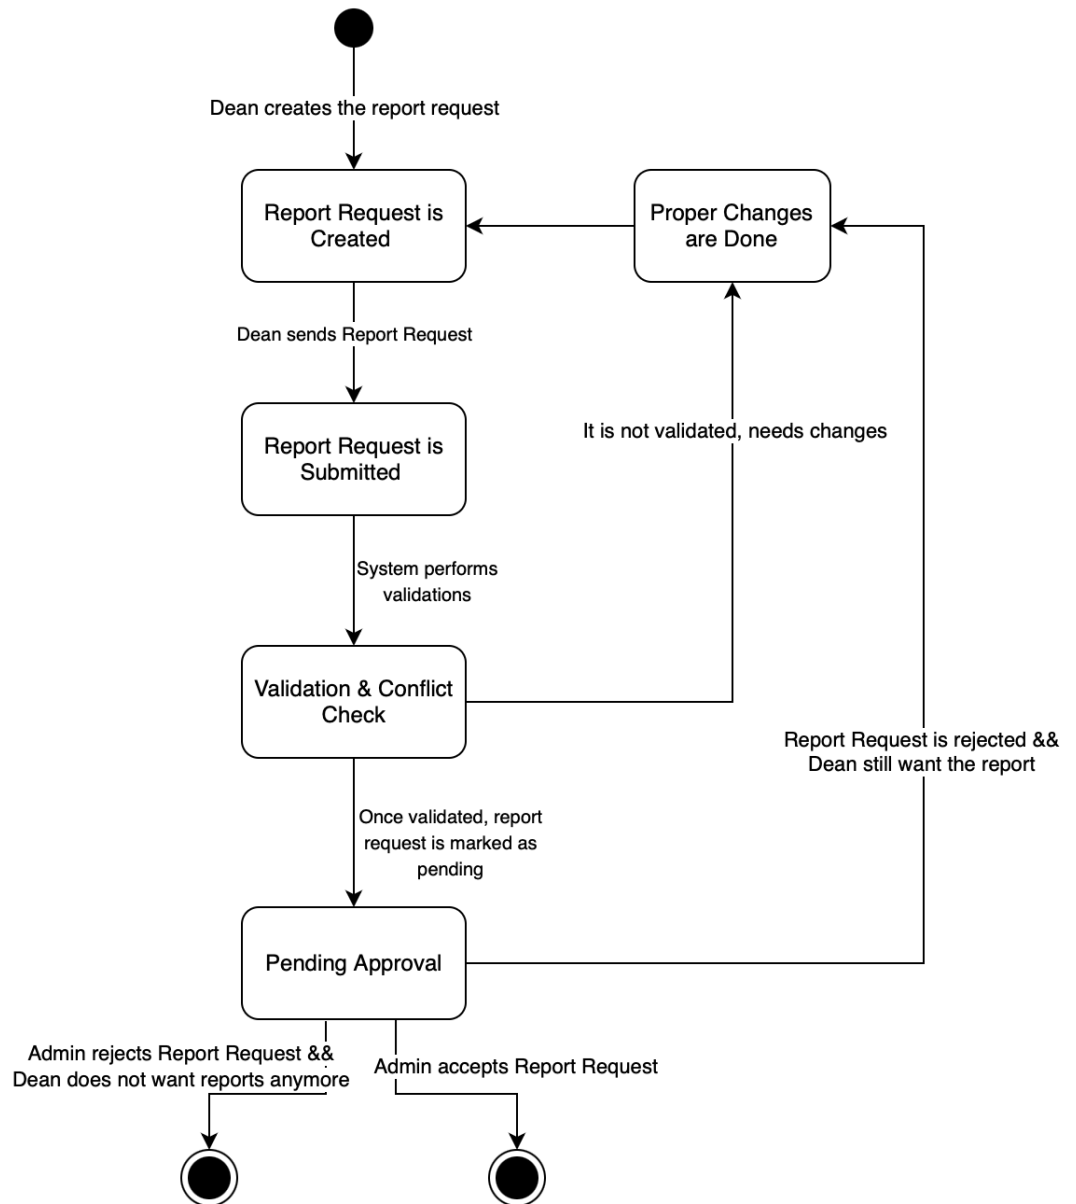 Dean creates the report request
Report Request is
Created
Proper Changes
are Done
Dean sends Report Request
Report Request is
Submitted
It is not validated, needs changes
System performs
validations
Validation & Conflict
Check
Report Request is rejected &&
Dean still want the report
Once validated, report
request is marked as
pending
Pending Approval
Admin rejects Report Request &&
Dean does not want reports anymore
Admin accepts Report Request